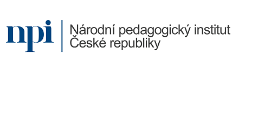 npi
Národní pedagogický institut
České republiky